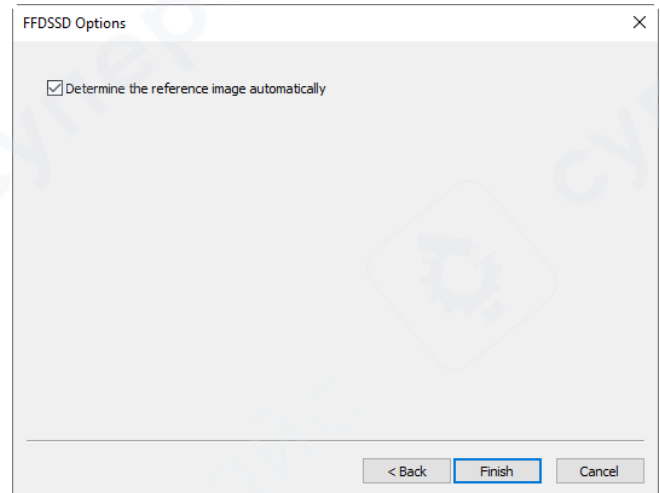 FFDSSD Options
Determine the reference image automatically
< Back Finish Cancel